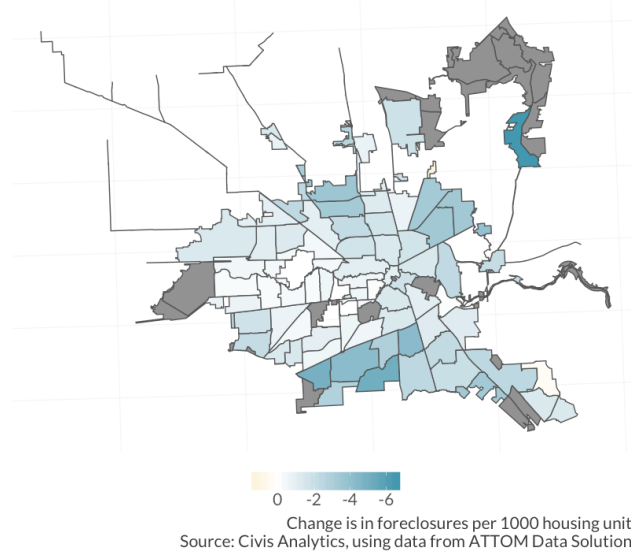 0 -2 -4 -6
Change is in foreclosures per 1000 housing unit
Source: Civis Analytics, using data from ATTOM Data Solution